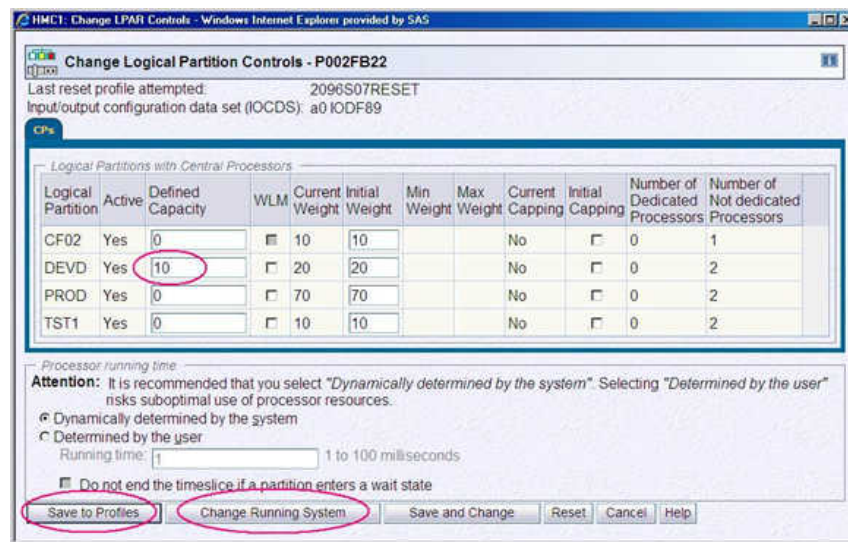 HMC1: Change LPAR Controls - Windows Internet Explorer provided by SAS
Change Logical Partition Controls - P002FB22
Last reset profile attempted: 2096S07RESET
Input/output configuration data set (IOCDS): a0 IODF89
CPs
Logical Partitions with Central Processors
Logical Partition Active Defined Capacity WLM Current Weight Initial Weight Min Weight Max Weight Current Capping Initial Capping Number of Dedicated Processors Number of Not dedicated Processors
CF02 Yes 0 10 10 No 0 1
DEVD Yes 10 20 20 No 0 2
PROD Yes 0 70 70 No 0 2
TST1 Yes 0 10 10 No 0 2
Processor running time
Attention: It is recommended that you select "Dynamically determined by the system". Selecting "Determined by the user"
risks suboptimal use of processor resources.
Dynamically determined by the system
Determined by the user
Running time: 1 1 to 100 milliseconds
Do not end the timeslice if a partition enters a wait state
Save to Profiles Change Running System Save and Change Reset Cancel Help